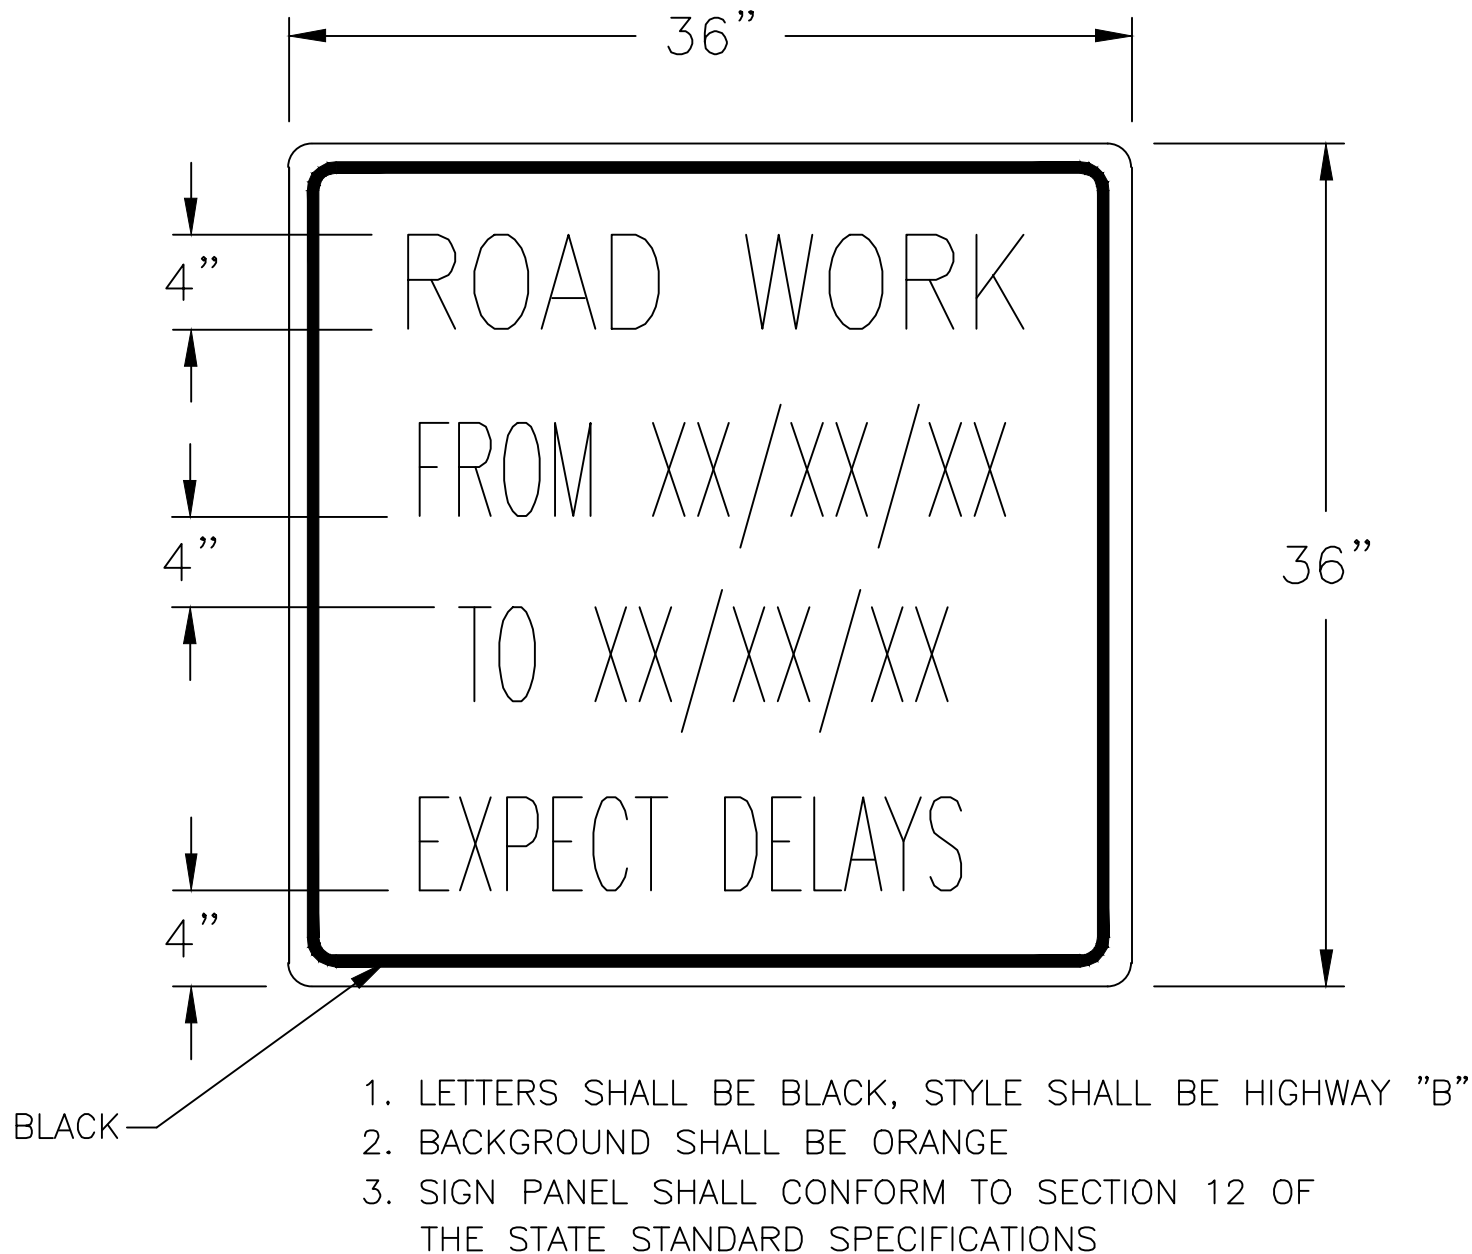 36”
4”
ROAD WORK
FROM XX/XX/XX
4”
36”
TO XX/XX/XX
EXPECT DELAYS
4”
BLACK
1. LETTERS SHALL BE BLACK, STYLE SHALL BE HIGHWAY ”B”
2. BACKGROUND SHALL BE ORANGE
3. SIGN PANEL SHALL CONFORM TO SECTION 12 OF
THE STATE STANDARD SPECIFICATIONS